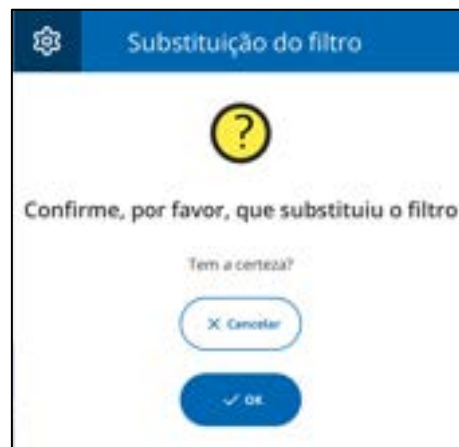 Substituição do filtro
?
Confirme, por favor, que substituiu o filtro
Tem a certeza?
Cancelar
OK